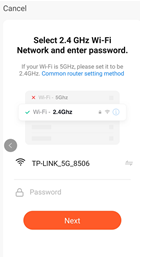 Cancel
Select 2.4 GHz Wi-Fi
Network and enter password.
If your Wi-Fi is 5GHz, please set it to be
2.4GHz. Common router setting method
Wi-Fi - 5Ghz
Wi-Fi - 2.4Ghz
TP-LINK_5G_8506
Password
Next